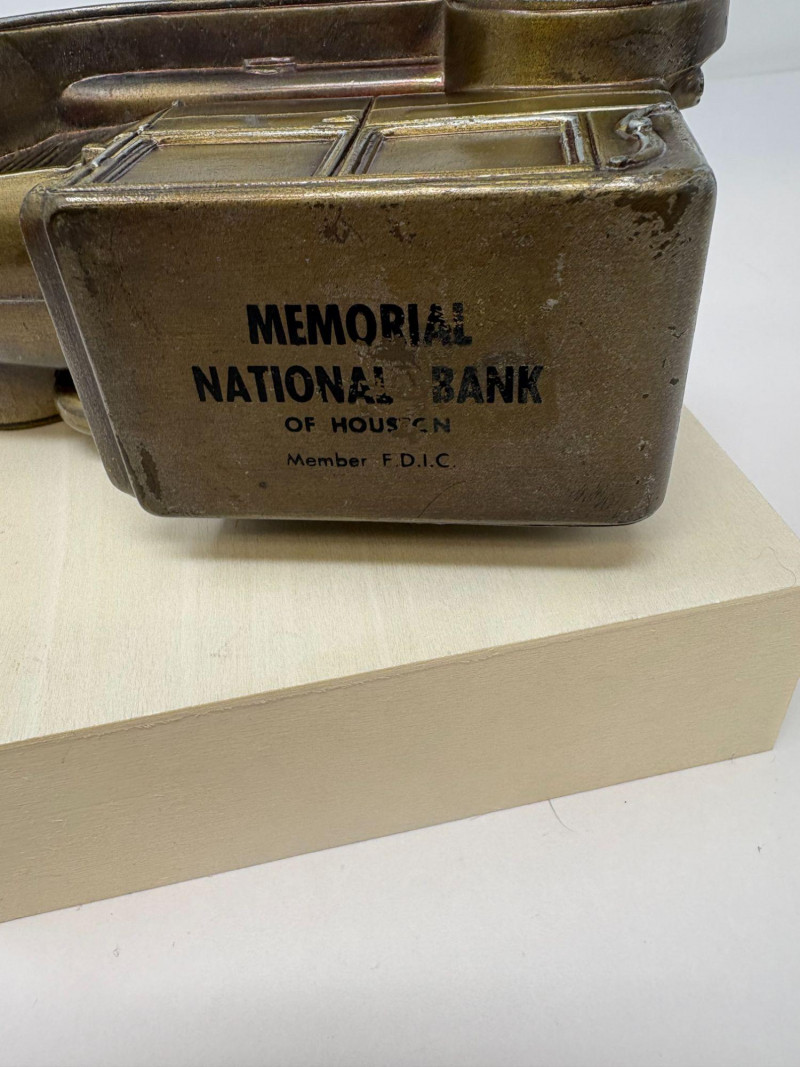 MEMORIAL
NATIONAL BANK
OF HOUSTON
Member F.D.I.C.